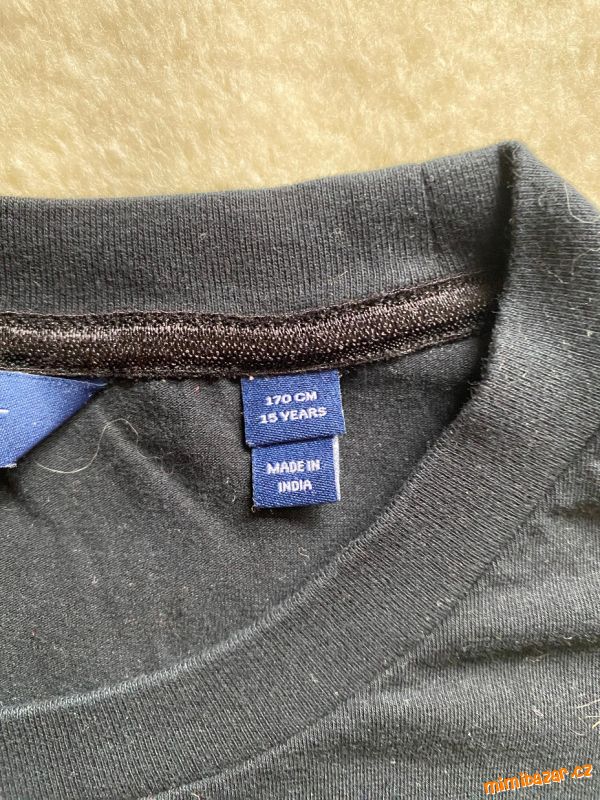 170 CM
15 YEARS
MADE IN
INDIA
mimibazar.cz